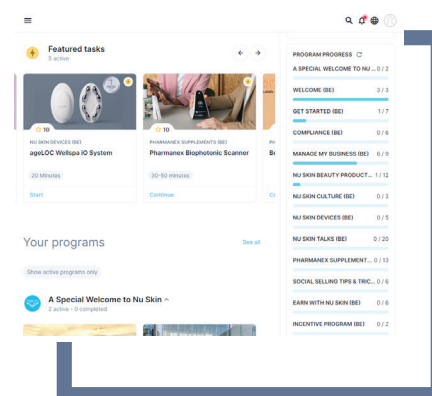 Featured tasks
5 active
10
NU SKIN DEVICES (BE)
ageLOC Wellspa iO System
20 Minutes
Start
10
PHARMANEX (BE)
Pharmanex Biophotonic Scanner
30-50 minutes
Continue
Your programs
See all
Show active programs only
A Special Welcome to Nu Skin
2 active • 0 completed
PROGRAM PROGRESS
A SPECIAL WELCOME TO NU ... 0 / 2
WELCOME (BE) 3 / 3
GET STARTED (BE) 1 / 7
COMPLIANCE (BE) 0 / 6
MANAGE MY BUSINESS (BE) 6 / 9
NU SKIN BEAUTY PRODUCT... 1 / 12
NU SKIN CULTURE (BE) 0 / 3
NU SKIN DEVICES (BE) 0 / 5
NU SKIN TALKS (BE) 0 / 20
PHARMANEX SUPPLEMENT... 0 / 13
SOCIAL SELLING TIPS & TRIC... 0 / 6
EARN WITH NU SKIN (BE) 0 / 6
INCENTIVE PROGRAM (BE) 0 / 2